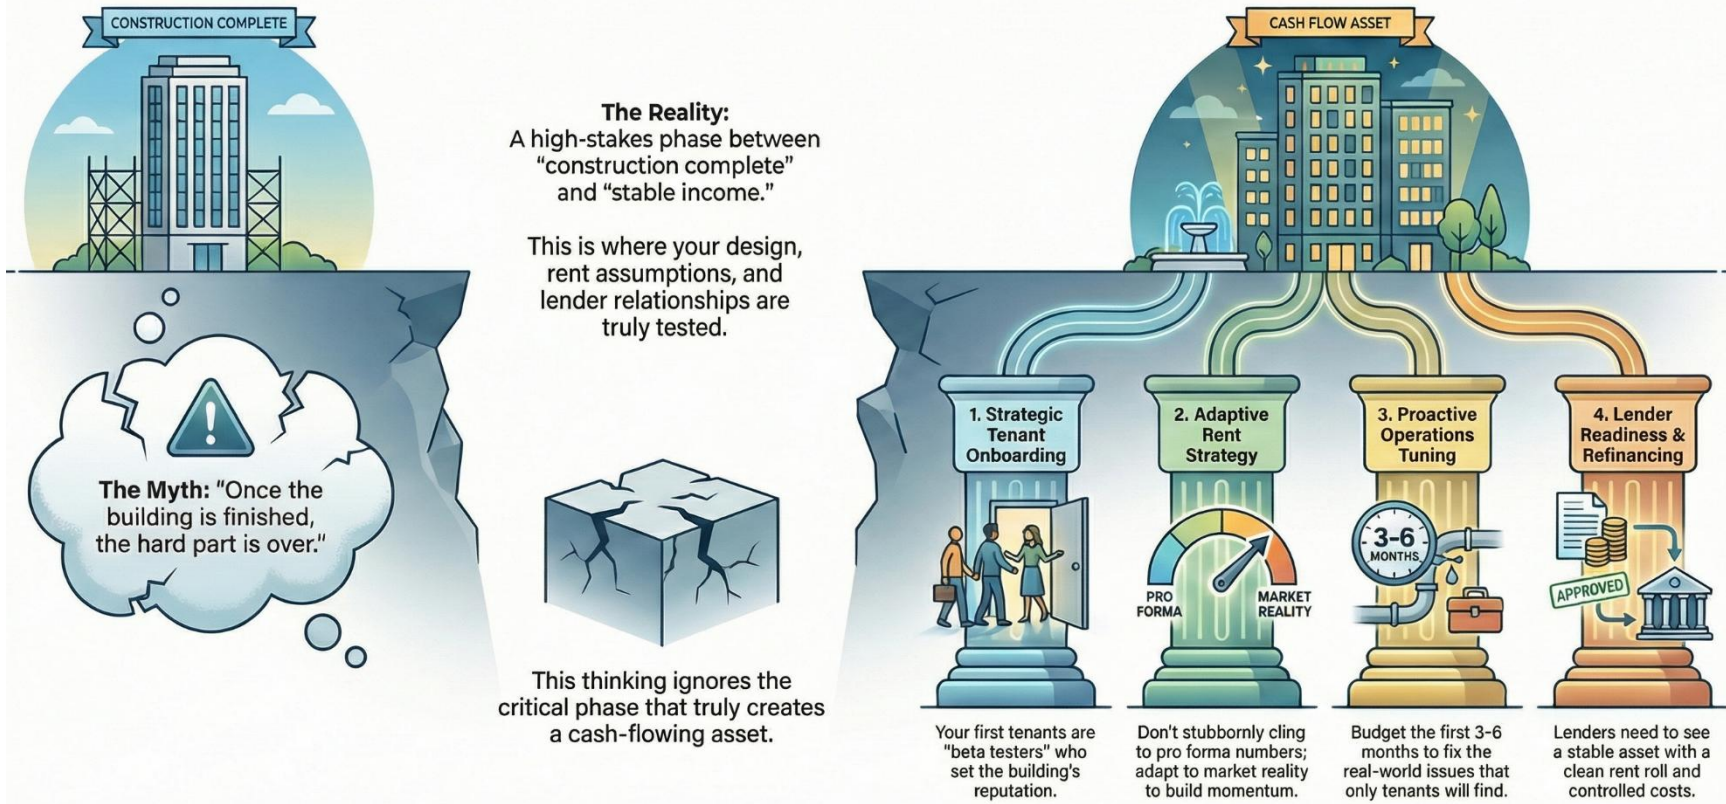 CONSTRUCTION COMPLETE
The Myth: "Once the
building is finished,
the hard part is over."
The Reality:
A high-stakes phase between
“construction complete”
and “stable income.”
This is where your design,
rent assumptions, and
lender relationships are
truly tested.
This thinking ignores the
critical phase that truly creates
a cash-flowing asset.
CASH FLOW ASSET
1. Strategic
Tenant
Onboarding
Your first tenants are
"beta testers" who
set the building's
reputation.
2. Adaptive
Rent
Strategy
PRO
FORMA
MARKET
REALITY
Don't stubbornly cling
to pro forma numbers;
adapt to market reality
to build momentum.
3. Proactive
Operations
Tuning
3-6
MONTHS
Budget the first 3-6
months to fix the
real-world issues that
only tenants will find.
4. Lender
Readiness &
Refinancing
APPROVED
Lenders need to see
a stable asset with a
clean rent roll and
controlled costs.